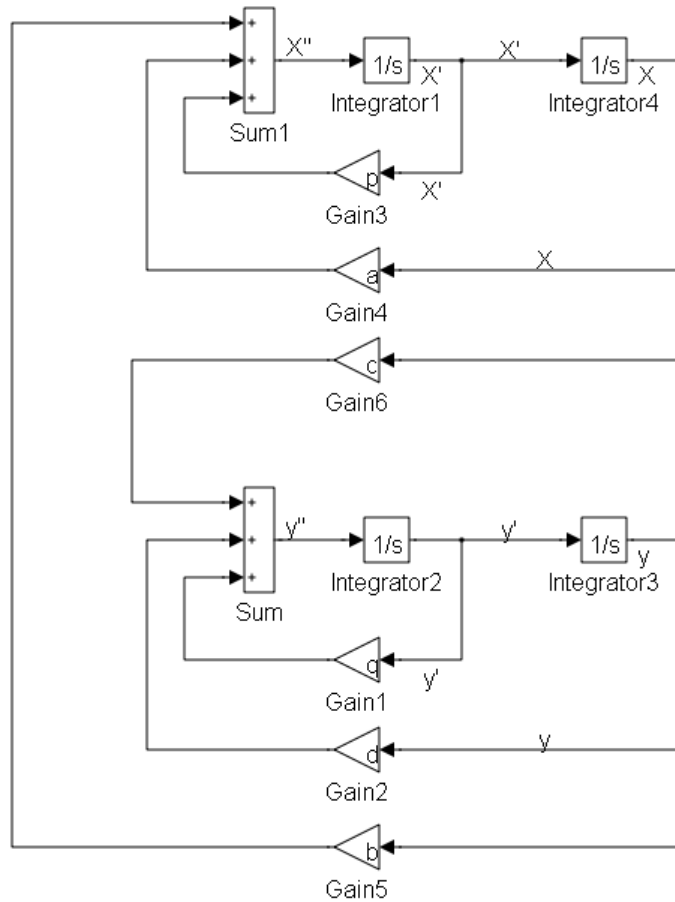 +
X"
+
1/s
X'
X'
1/s
X
+
Integrator1
Integrator4
Sum1
p
X'
Gain3
X
a
Gain4
c
Gain6
+
y"
+
1/s
y'
1/s
y
+
Integrator2
Integrator3
Sum
q
y'
Gain1
y
d
Gain2
b
Gain5